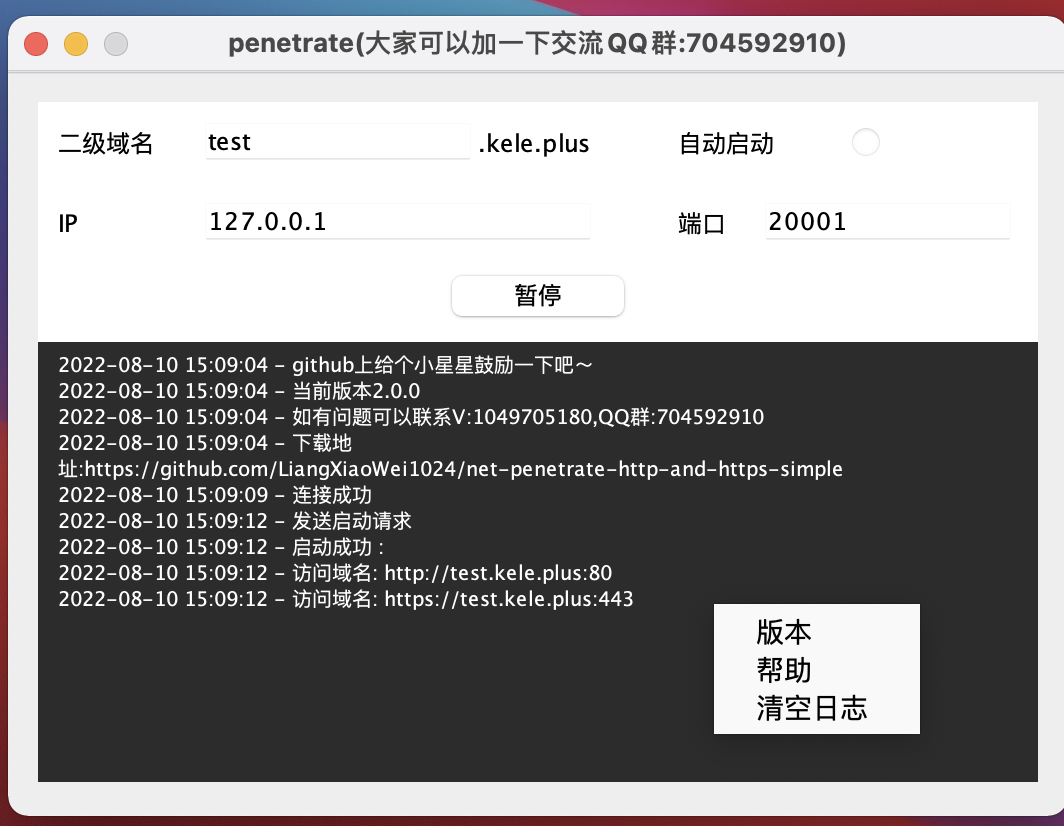 penetrate(大家可以加一下交流QQ群:704592910)
二级域名 test .kele.plus 自动启动
IP 127.0.0.1 端口 20001
暂停
2022-08-10 15:09:04 - github上给个小星星鼓励一下吧～
2022-08-10 15:09:04 - 当前版本2.0.0
2022-08-10 15:09:04 - 如有问题可以联系V:1049705180,QQ群:704592910
2022-08-10 15:09:04 - 下载地
址:https://github.com/LiangXiaoWei1024/net-penetrate-http-and-https-simple
2022-08-10 15:09:09 - 连接成功
2022-08-10 15:09:12 - 发送启动请求
2022-08-10 15:09:12 - 启动成功 :
2022-08-10 15:09:12 - 访问域名: http://test.kele.plus:80
2022-08-10 15:09:12 - 访问域名: https://test.kele.plus:443
版本
帮助
清空日志